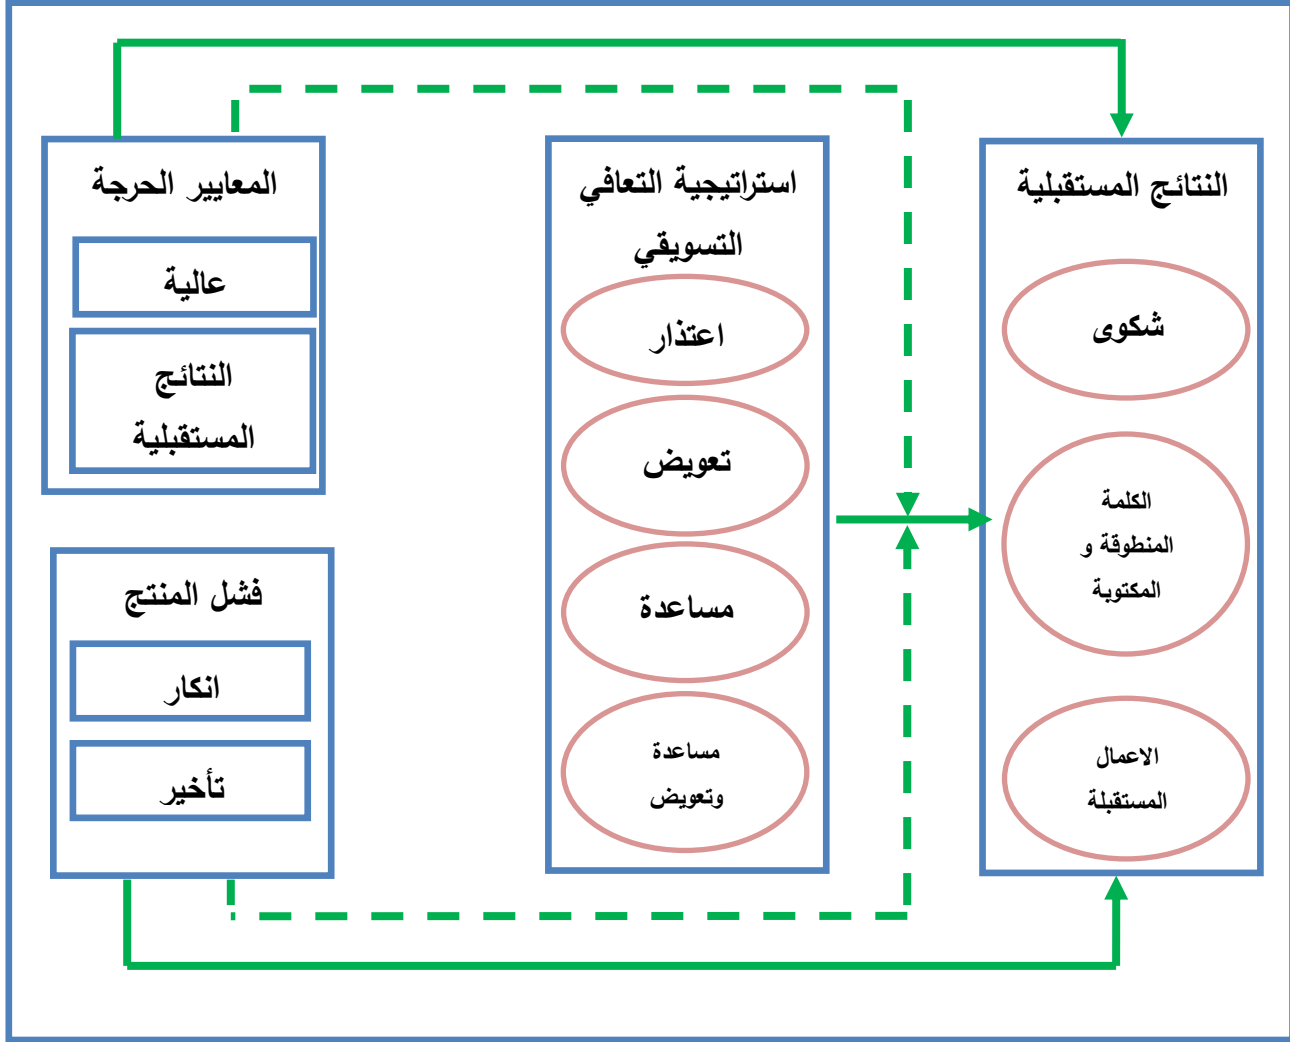 المعايير الحرجة
عالية
النتائج
المستقبلية
فشل المنتج
انكار
تأخير
استراتيجية التعافي
التسويقي
اعتذار
تعويض
مساعدة
مساعدة
وتعويض
النتائج المستقبلية
شكوى
الكلمة
المنطوقة و
المكتوبة
الاعمال
المستقبلة